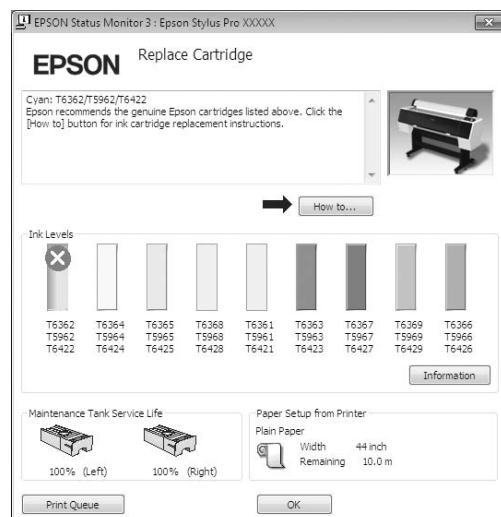 EPSON Status Monitor 3 : Epson Stylus Pro XXXXX
EPSON
Replace Cartridge
Cyan: T6362/T5962/T6422
Epson recommends the genuine Epson cartridges listed above. Click the
[How to] button for ink cartridge replacement instructions.
How to...
Ink Levels
T6362 T6364 T6365 T6368 T6361 T6363 T6367 T6369 T6366
T5962 T5964 T5965 T5968 T5961 T5963 T5967 T5969 T5966
T6422 T6424 T6425 T6428 T6421 T6423 T6427 T6429 T6426
Information
Maintenance Tank Service Life
100% (Left) 100% (Right)
Paper Setup from Printer
Plain Paper
Width 44 inch
Remaining 10.0 m
Print Queue
OK